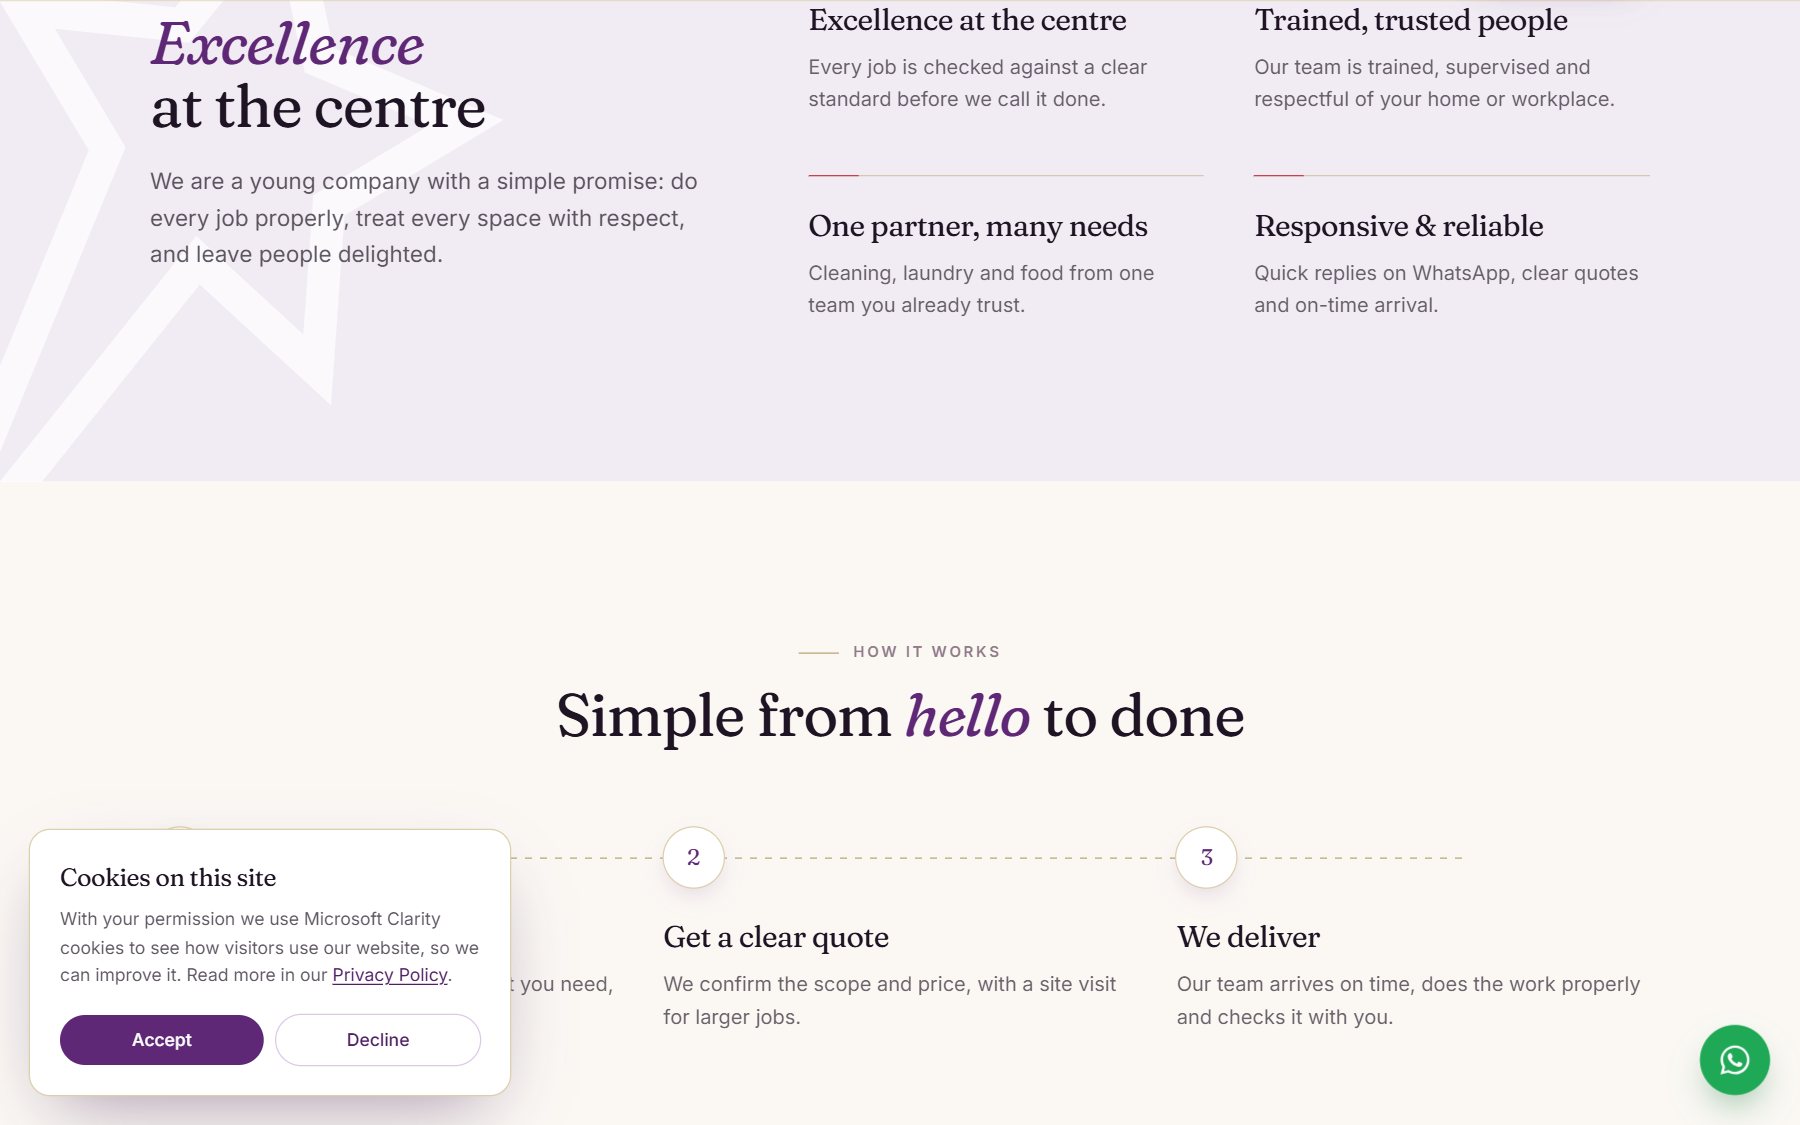 Excellence
at the centre
We are a young company with a simple promise: do
every job properly, treat every space with respect,
and leave people delighted.
Excellence at the centre
Every job is checked against a clear
standard before we call it done.
Trained, trusted people
Our team is trained, supervised and
respectful of your home or workplace.
One partner, many needs
Cleaning, laundry and food from one
team you already trust.
Responsive & reliable
Quick replies on WhatsApp, clear quotes
and on-time arrival.
HOW IT WORKS
Simple from hello to done
you need,
2
Get a clear quote
We confirm the scope and price, with a site visit
for larger jobs.
3
We deliver
Our team arrives on time, does the work properly
and checks it with you.
Cookies on this site
With your permission we use Microsoft Clarity
cookies to see how visitors use our website, so we
can improve it. Read more in our Privacy Policy.
Accept
Decline